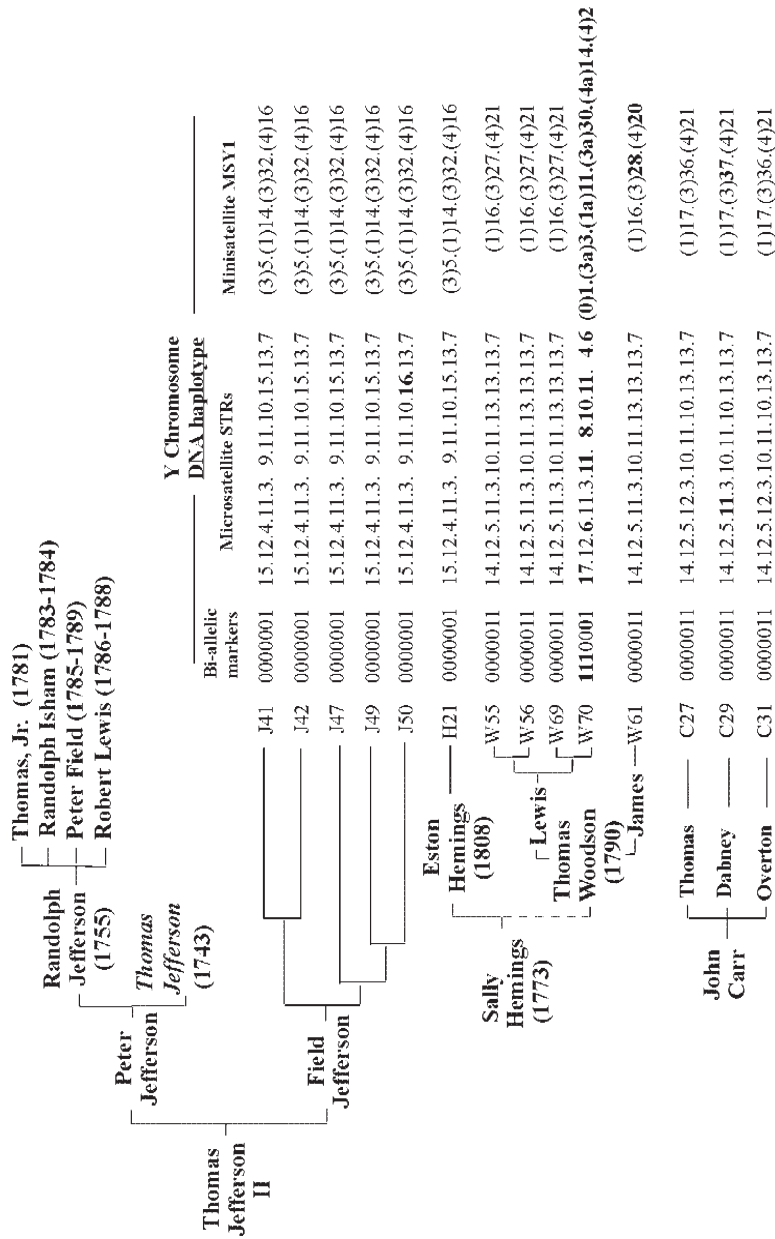 Thomas, Jr. (1781)
Randolph Isham (1783-1784)
Peter Field (1785-1789)
Robert Lewis (1786-1788)
Randolph
Jefferson
(1755)
Thomas
Jefferson
(1743)
Peter
Jefferson
Thomas
Jefferson
II
Field
Jefferson
Y Chromosome
DNA haplotype
Bi-allelic
markers
Microsatellite STRs
Minisatellite MSY1
J41 0000001 15.12.4.11.3. 9.11.10.15.13.7 (3)5.(1)14.(3)32.(4)16
J42 0000001 15.12.4.11.3. 9.11.10.15.13.7 (3)5.(1)14.(3)32.(4)16
J47 0000001 15.12.4.11.3. 9.11.10.15.13.7 (3)5.(1)14.(3)32.(4)16
J49 0000001 15.12.4.11.3. 9.11.10.15.13.7 (3)5.(1)14.(3)32.(4)16
J50 0000001 15.12.4.11.3. 9.11.10.16.13.7 (3)5.(1)14.(3)32.(4)16
Sally
Hemings
(1773)
Eston
Hemings
(1808)
H21 0000001 15.12.4.11.3. 9.11.10.15.13.7 (3)5.(1)14.(3)32.(4)16
Lewis
Thomas
Woodson
(1790)
James
W55 0000011 14.12.5.11.3.10.11.13.13.13.7 (1)16.(3)27.(4)21
W56 0000011 14.12.5.11.3.10.11.13.13.13.7 (1)16.(3)27.(4)21
W69 0000011 14.12.5.11.3.10.11.13.13.13.7 (1)16.(3)27.(4)21
W70 1110001 17.12.6.11.3.11. 8.10.11. 4.6 (0)1.(3a)3.(1a)11.(3a)30.(4a)14.(4)2
W61 0000011 14.12.5.11.3.10.11.13.13.13.7 (1)16.(3)28.(4)20
John
Carr
Thomas C27 0000011 14.12.5.12.3.10.11.10.13.13.7 (1)17.(3)36.(4)21
Dabney C29 0000011 14.12.5.11.3.10.11.10.13.13.7 (1)17.(3)37.(4)21
Overton C31 0000011 14.12.5.12.3.10.11.10.13.13.7 (1)17.(3)36.(4)21